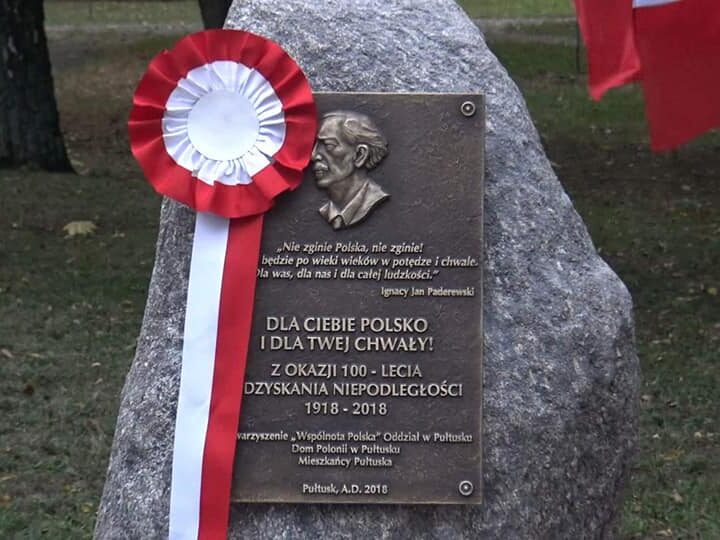 „Nie zginie Polska, nie zginie!
będzie po wieki wieków w potędze i chwale.
Dla was, dla nas i dla całej ludzkości.”
Ignacy Jan Paderewski
DLA CIEBIE POLSKO
I DLA TWEJ CHWAŁY!
Z OKAZJI 100 - LECIA
DZYSKANIA NIEPODLEGŁOŚCI
1918 - 2018
warzyszenie „Wspólnota Polska” Oddział w Pułtusku
Dom Polonii w Pułtusku
Mieszkańcy Pułtuska
Pułtusk, A.D. 2018